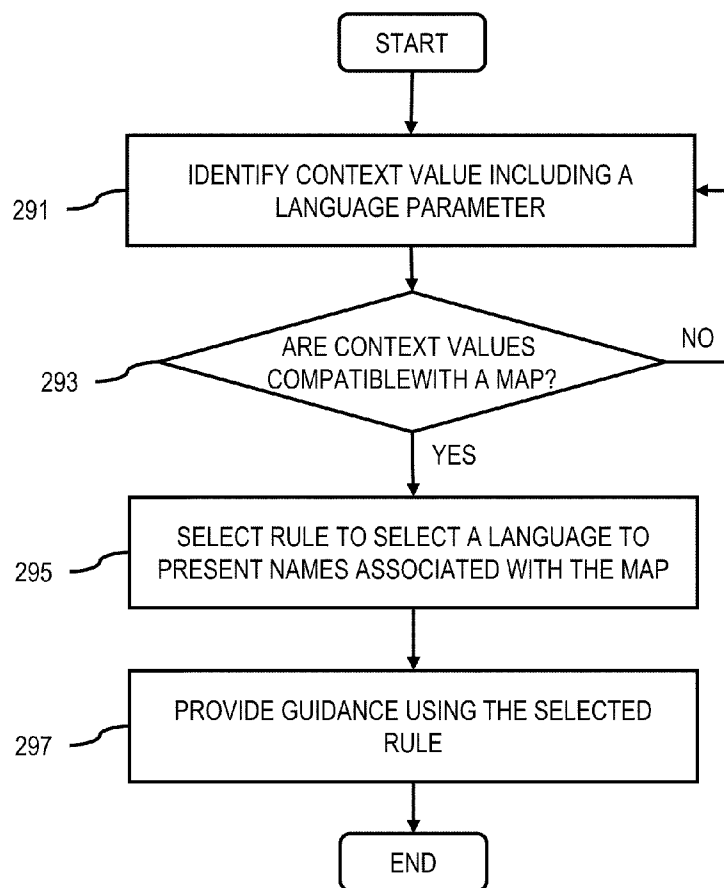 START
291
IDENTIFY CONTEXT VALUE INCLUDING A
LANGUAGE PARAMETER
293
ARE CONTEXT VALUES
COMPATIBLEWITH A MAP?
NO
YES
295
SELECT RULE TO SELECT A LANGUAGE TO
PRESENT NAMES ASSOCIATED WITH THE MAP
297
PROVIDE GUIDANCE USING THE SELECTED
RULE
END